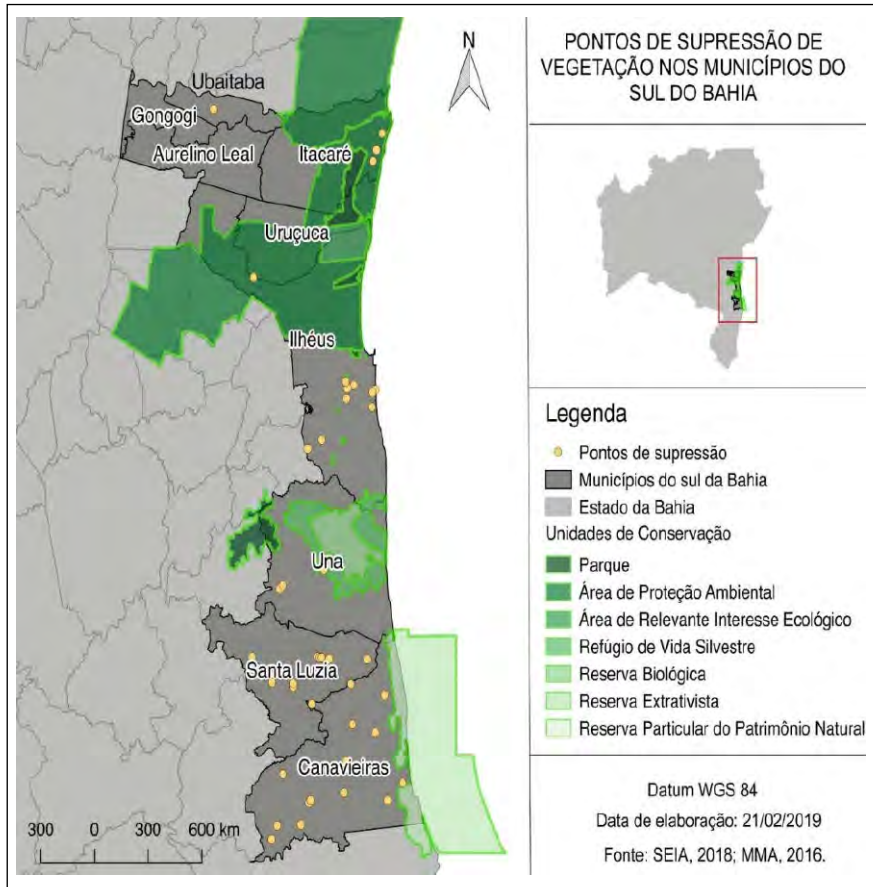 PONTOS DE SUPRESSÃO DE
VEGETAÇÃO NOS MUNICÍPIOS DO
SUL DO BAHIA
N
Ubaitaba
Gongogi
Aurelino Leal
Itacaré
Uruçuca
Ilhéus
Una
Santa Luzia
Canavieiras
300 0 300 600 km
Legenda
Pontos de supressão
Municípios do sul da Bahia
Estado da Bahia
Unidades de Conservação
Parque
Área de Proteção Ambiental
Área de Relevante Interesse Ecológico
Refúgio de Vida Silvestre
Reserva Biológica
Reserva Extrativista
Reserva Particular do Patrimônio Natural
Datum WGS 84
Data de elaboração: 21/02/2019
Fonte: SEIA, 2018; MMA, 2016.